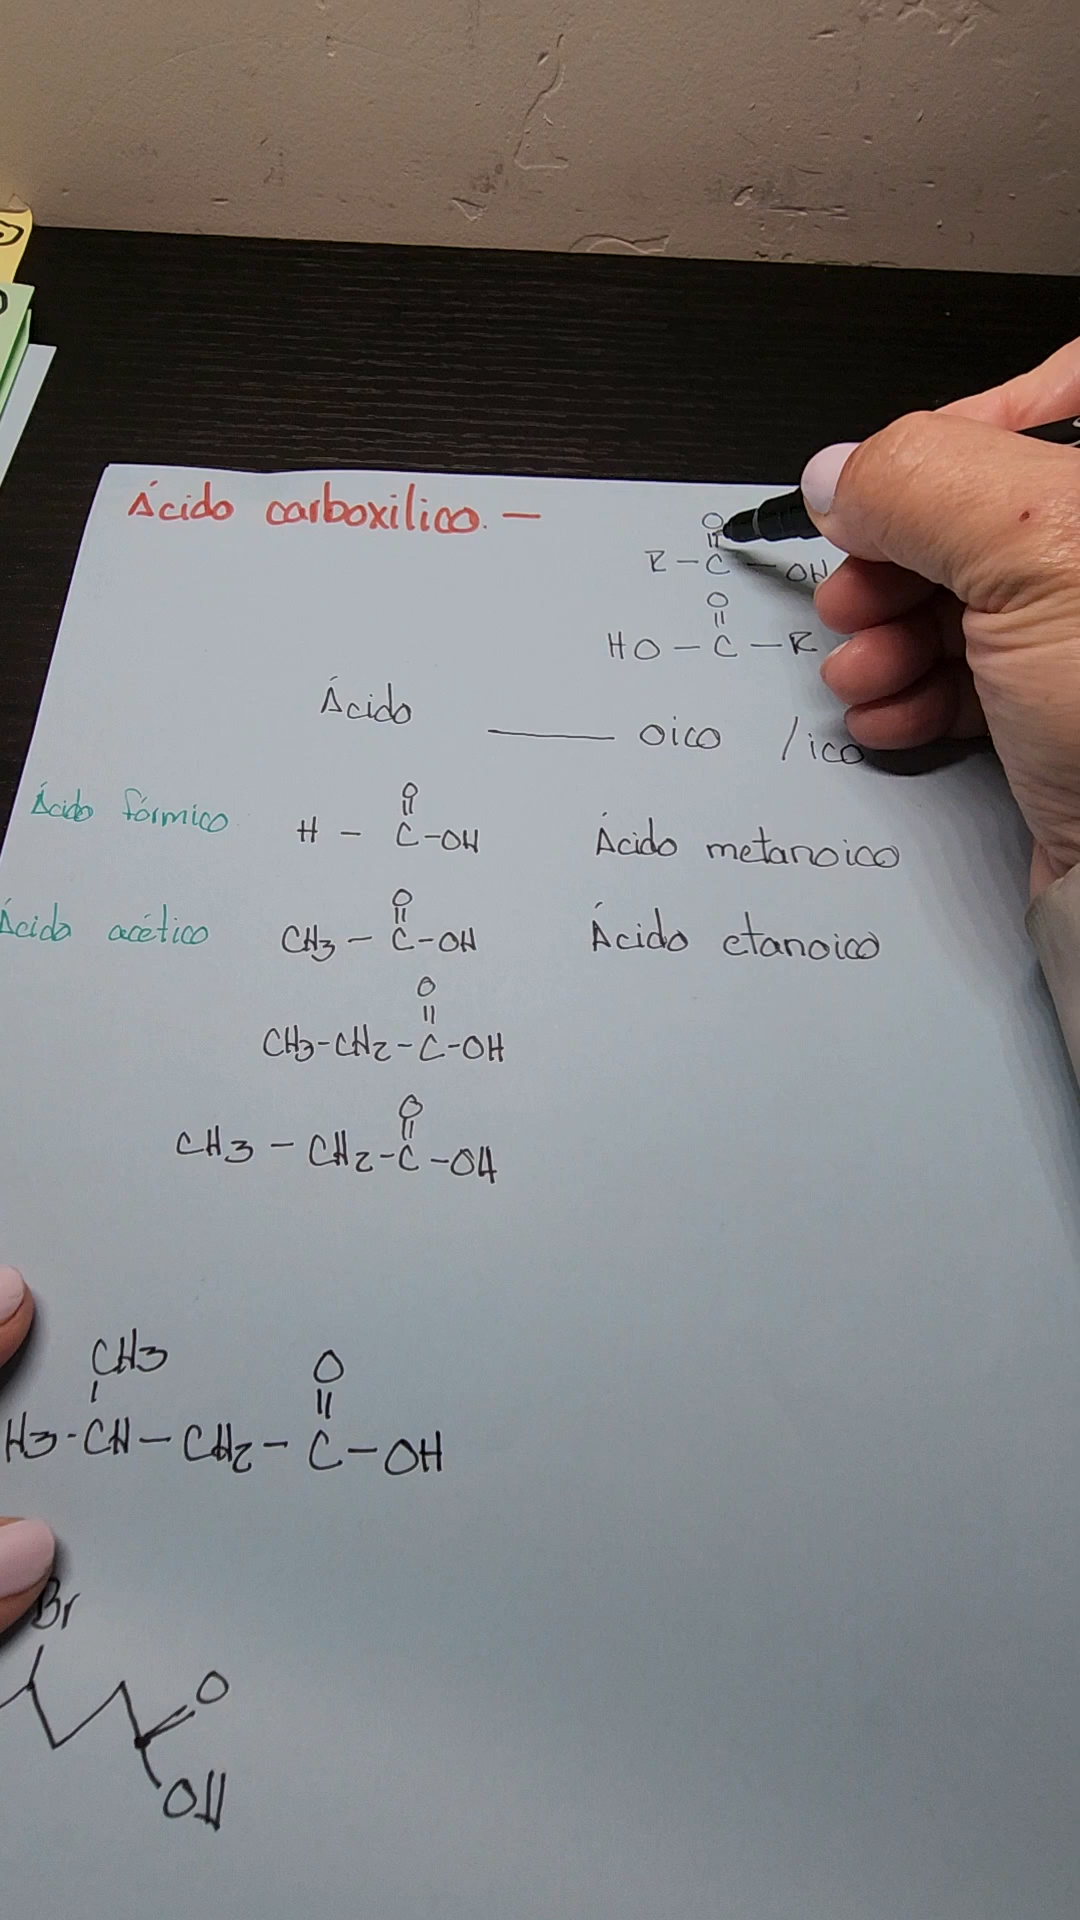 Ácido carboxilico. —
O
R - C - OH
O
HO - C - R
Ácido ____ oico /ico
Ácido fórmico
O
H - C - OH
Ácido metanoico
Ácido acético
O
CH3 - C - OH
Ácido etanoico
O
CH3 - CH2 - C - OH
O
CH3 - CH2 - C - OH
CH3
O
H3 - CH - CH2 - C - OH
Br
O
OH